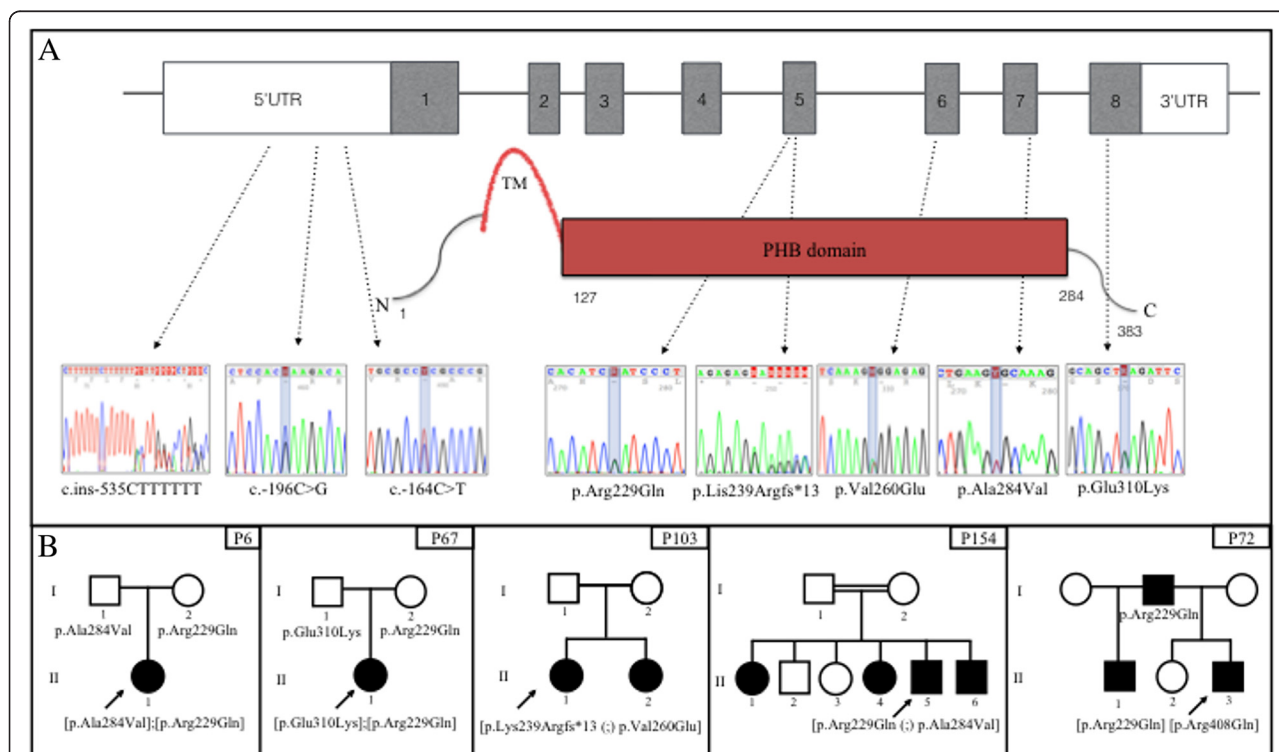 A
5'UTR 1 2 3 4 5 6 7 8 3'UTR
TM
PHB domain
N 1 127 284 383 C
c.ins-535CTTTTTT c.-196C>G c.-164C>T p.Arg229Gln p.Lis239Argfs*13 p.Val260Glu p.Ala284Val p.Glu310Lys
B P6 P67 P103 P154 P72
I 1 2 I 1 2 I 1 2 I 1 2 I
p.Ala284Val p.Arg229Gln p.Glu310Lys p.Arg229Gln p.Arg229Gln
II 1 II 1 II 1 2 II 1 2 3 4 5 6 II 1 2 3
[p.Ala284Val];[p.Arg229Gln] [p.Glu310Lys];[p.Arg229Gln] [p.Lys239Argfs*13 (;) p.Val260Glu] [p.Arg229Gln (;) p.Ala284Val] [p.Arg229Gln] [p.Arg408Gln]